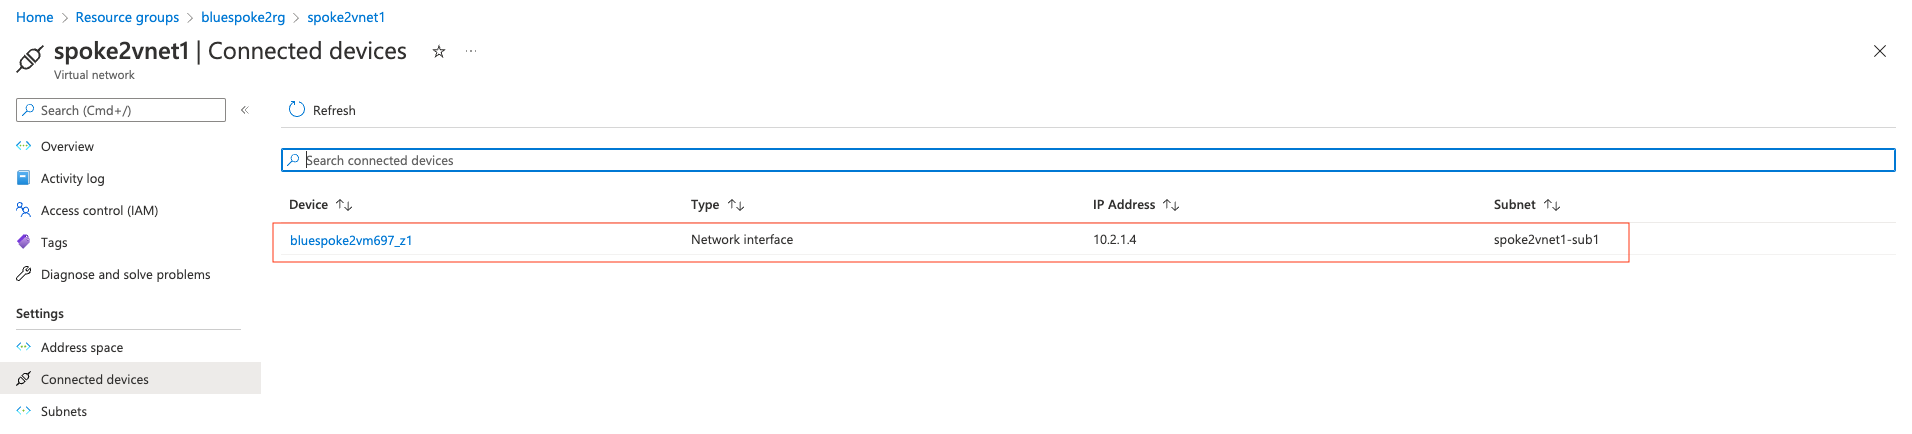 Home > Resource groups > bluespoke2rg > spoke2vnet1
spoke2vnet1 | Connected devices
Virtual network
Search (Cmd+/)
«
Refresh
Overview
Search connected devices
Activity log
Device Type IP Address Subnet
Access control (IAM)
bluespoke2vm697_z1 Network interface 10.2.1.4 spoke2vnet1-sub1
Tags
Diagnose and solve problems
Settings
Address space
Connected devices
Subnets